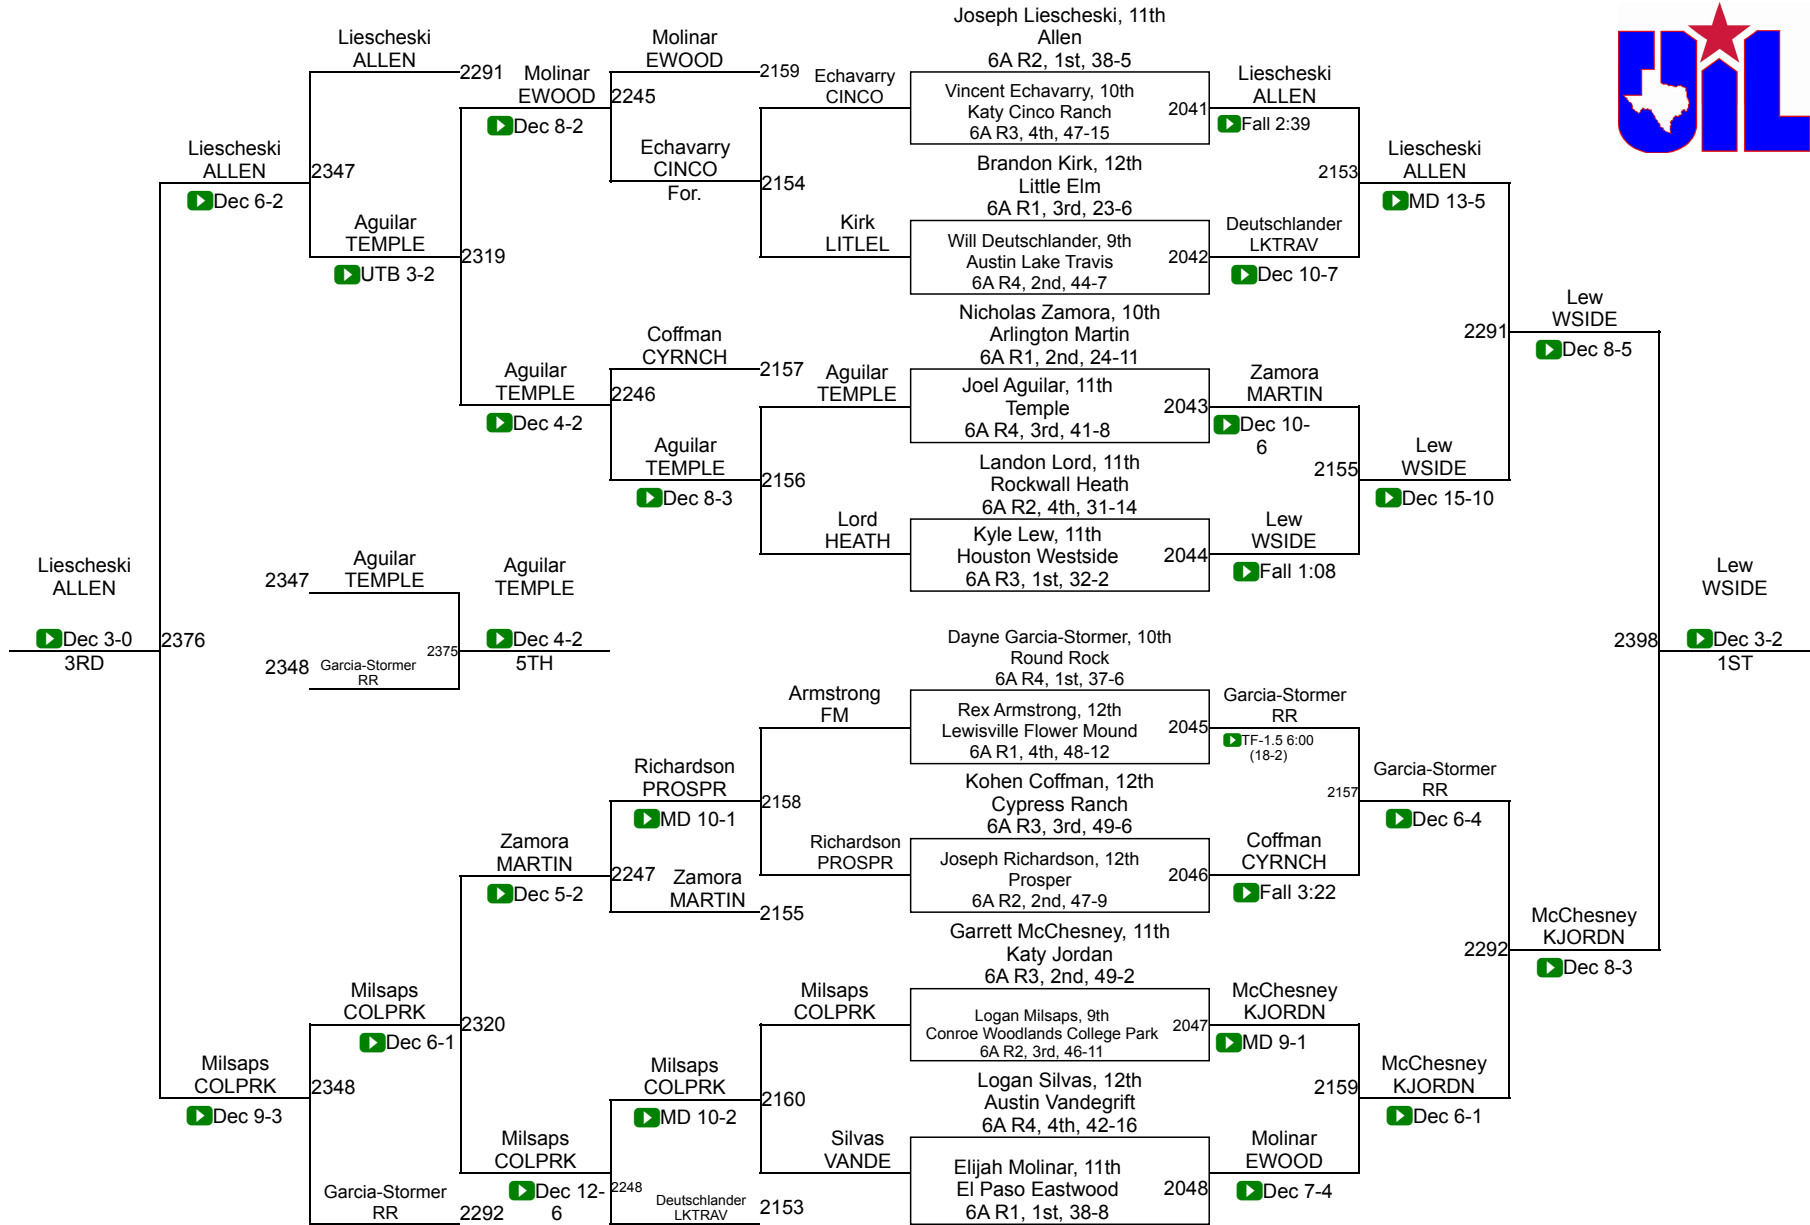 UIL
Joseph Liescheski, 11th
Allen
6A R2, 1st, 38-5
Vincent Echavarry, 10th
Katy Cinco Ranch
6A R3, 4th, 47-15
2041
Brandon Kirk, 12th
Little Elm
6A R1, 3rd, 23-6
Will Deutschlander, 9th
Austin Lake Travis
6A R4, 2nd, 44-7
2042
Nicholas Zamora, 10th
Arlington Martin
6A R1, 2nd, 24-11
Joel Aguilar, 11th
Temple
6A R4, 3rd, 41-8
2043
Landon Lord, 11th
Rockwall Heath
6A R2, 4th, 31-14
Kyle Lew, 11th
Houston Westside
6A R3, 1st, 32-2
2044
Dayne Garcia-Stormer, 10th
Round Rock
6A R4, 1st, 37-6
Rex Armstrong, 12th
Lewisville Flower Mound
6A R1, 4th, 48-12
2045
Kohen Coffman, 12th
Cypress Ranch
6A R3, 3rd, 49-6
Joseph Richardson, 12th
Prosper
6A R2, 2nd, 47-9
2046
Garrett McChesney, 11th
Katy Jordan
6A R3, 2nd, 49-2
Logan Milsaps, 9th
Conroe Woodlands College Park
6A R2, 3rd, 46-11
2047
Logan Silvas, 12th
Austin Vandegrift
6A R4, 4th, 42-16
Elijah Molinar, 11th
El Paso Eastwood
6A R1, 1st, 38-8
2048
Liescheski
ALLEN
Fall 2:39
2153
Deutschlander
LKTRAV
Dec 10-7
Zamora
MARTIN
Dec 10-
6
2155
Lew
WSIDE
Fall 1:08
Garcia-Stormer
RR
TF-1.5 6:00
(18-2)
2157
Coffman
CYRNCH
Fall 3:22
McChesney
KJORDN
MD 9-1
2159
Molinar
EWOOD
Dec 7-4
Liescheski
ALLEN
MD 13-5
2291
Lew
WSIDE
Dec 15-10
Garcia-Stormer
RR
Dec 6-4
2292
McChesney
KJORDN
Dec 6-1
Lew
WSIDE
Dec 8-5
2398
McChesney
KJORDN
Dec 8-3
Lew
WSIDE
Dec 3-2
1ST
Echavarry
CINCO
2154
Kirk
LITLEL
Aguilar
TEMPLE
2156
Lord
HEATH
Armstrong
FM
2158
Richardson
PROSPR
Milsaps
COLPRK
2160
Silvas
VANDE
Molinar
EWOOD
2159
2245
Echavarry
CINCO
For.
Coffman
CYRNCH
2157
2246
Aguilar
TEMPLE
Dec 8-3
Richardson
PROSPR
MD 10-1
2247
Zamora
MARTIN
2155
Milsaps
COLPRK
MD 10-2
2248
Deutschlander
LKTRAV
2153
Molinar
EWOOD
Dec 8-2
2319
Aguilar
TEMPLE
Dec 4-2
Zamora
MARTIN
Dec 5-2
2320
Milsaps
COLPRK
Dec 12-
6
Liescheski
ALLEN
2291
2347
Aguilar
TEMPLE
UTB 3-2
Milsaps
COLPRK
Dec 6-1
2348
Garcia-Stormer
RR
2292
Liescheski
ALLEN
Dec 6-2
2376
Milsaps
COLPRK
Dec 9-3
Liescheski
ALLEN
Dec 3-0
3RD
2347
Aguilar
TEMPLE
2375
2348
Garcia-Stormer
RR
Aguilar
TEMPLE
Dec 4-2
5TH